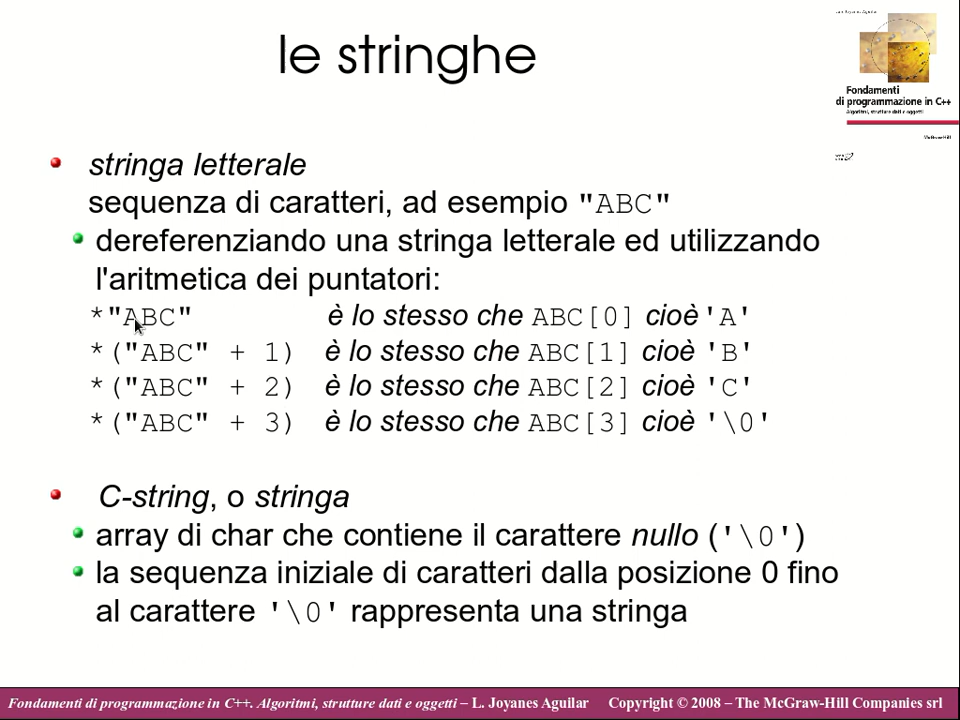 le stringhe
Fondamenti
di programmazione in C++
Algoritmi, strutture dati e oggetti
stringa letterale
sequenza di caratteri, ad esempio "ABC"
dereferenziando una stringa letterale ed utilizzando
l'aritmetica dei puntatori:
*"ABC" è lo stesso che ABC[0] cioè 'A'
*("ABC" + 1) è lo stesso che ABC[1] cioè 'B'
*("ABC" + 2) è lo stesso che ABC[2] cioè 'C'
*("ABC" + 3) è lo stesso che ABC[3] cioè '\0'
C-string, o stringa
array di char che contiene il carattere nullo ('\0')
la sequenza iniziale di caratteri dalla posizione 0 fino
al carattere '\0' rappresenta una stringa
Fondamenti di programmazione in C++. Algoritmi, strutture dati e oggetti – L. Joyanes Aguilar Copyright © 2008 – The McGraw-Hill Companies srl